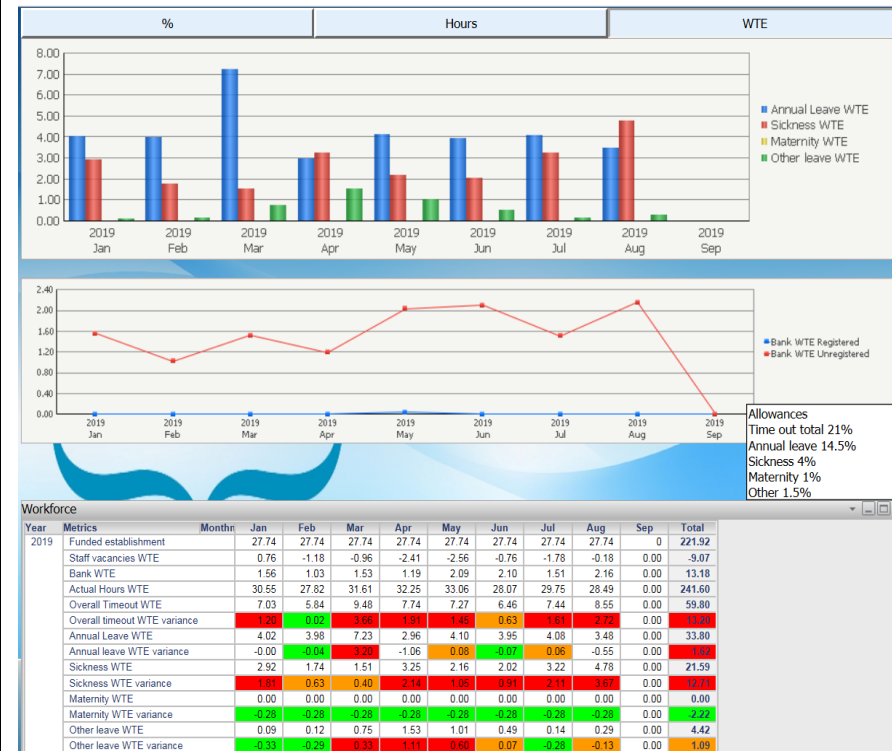 % Hours WTE
8.00
7.00
6.00
5.00
4.00
3.00
2.00
1.00
0.00
Annual Leave WTE
Sickness WTE
Maternity WTE
Other leave WTE
2019 2019 2019 2019 2019 2019 2019 2019 2019
Jan Feb Mar Apr May Jun Jul Aug Sep
2.40
2.00
1.60
1.20
0.80
0.40
0.00
Bank WTE Registered
Bank WTE Unregistered
2019 2019 2019 2019 2019 2019 2019 2019 2019
Jan Feb Mar Apr May Jun Jul Aug Sep
Allowances
Time out total 21%
Annual leave 14.5%
Sickness 4%
Maternity 1%
Other 1.5%
Workforce
Year Metrics Monthn Jan Feb Mar Apr May Jun Jul Aug Sep Total
2019 Funded establishment 27.74 27.74 27.74 27.74 27.74 27.74 27.74 27.74 0 221.92
Staff vacancies WTE 0.76 -1.18 -0.96 -2.41 -2.56 -0.76 -1.78 -0.18 0.00 -9.07
Bank WTE 1.56 1.03 1.53 1.19 2.09 2.10 1.51 2.16 0.00 13.18
Actual Hours WTE 30.55 27.82 31.61 32.25 33.06 28.07 29.75 28.49 0.00 241.60
Overall Timeout WTE 7.03 5.84 9.48 7.74 7.27 6.46 7.44 8.55 0.00 59.80
Overall timeout WTE variance 1.20 0.02 3.66 1.91 1.45 0.63 1.61 2.72 0.00 13.20
Annual Leave WTE 4.02 3.98 7.23 2.96 4.10 3.95 4.08 3.48 0.00 33.80
Annual leave WTE variance -0.00 -0.04 3.20 -1.06 0.08 -0.07 0.06 -0.55 0.00 1.62
Sickness WTE 2.92 1.74 1.51 3.25 2.16 2.02 3.22 4.78 0.00 21.59
Sickness WTE variance 1.81 0.63 0.40 2.14 1.05 0.91 2.11 3.67 0.00 12.71
Maternity WTE 0.00 0.00 0.00 0.00 0.00 0.00 0.00 0.00 0.00 0.00
Maternity WTE variance -0.28 -0.28 -0.28 -0.28 -0.28 -0.28 -0.28 -0.28 0.00 -2.22
Other leave WTE 0.09 0.12 0.75 1.53 1.01 0.49 0.14 0.29 0.00 4.42
Other leave WTE variance -0.33 -0.29 0.33 1.11 0.60 0.07 -0.28 -0.13 0.00 1.09